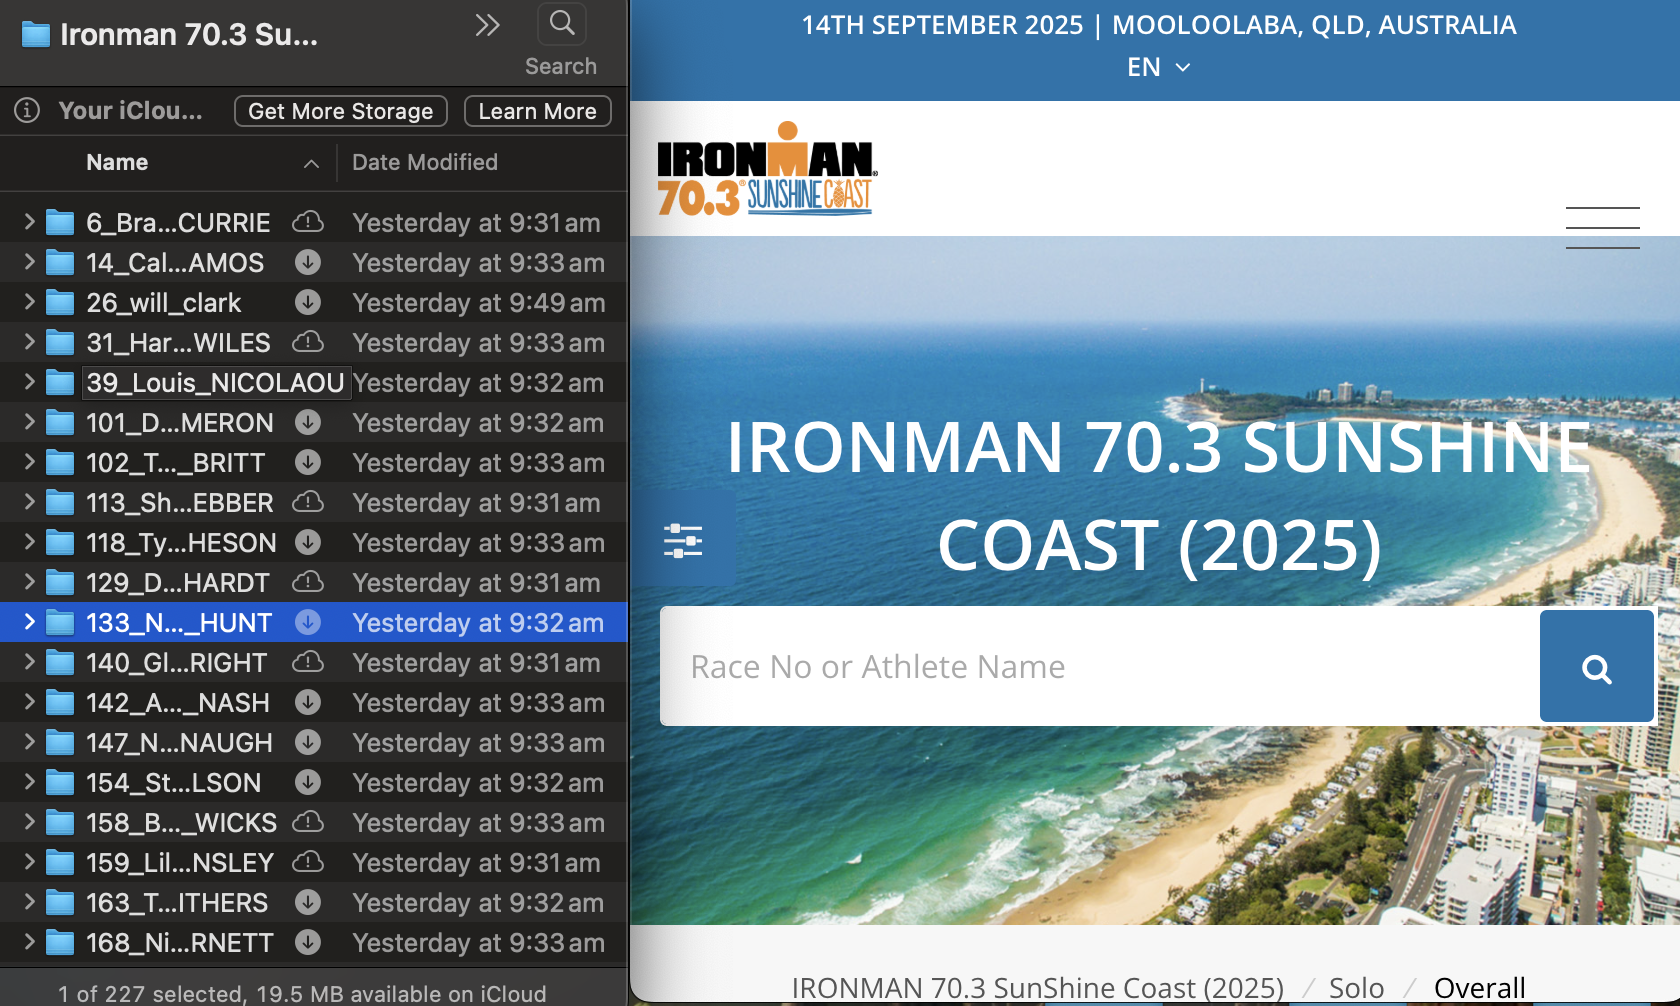 Ironman 70.3 Su...
Search
Your iClou...
Get More Storage
Learn More
Name
Date Modified
6_Bra...CURRIE Yesterday at 9:31 am
14_Cal...AMOS Yesterday at 9:33 am
26_will_clark Yesterday at 9:49 am
31_Har...WILES Yesterday at 9:33 am
39_Louis_NICOLAOU Yesterday at 9:32 am
101_D...MERON Yesterday at 9:32 am
102_T..._BRITT Yesterday at 9:33 am
113_Sh...EBBER Yesterday at 9:31 am
118_Ty...HESON Yesterday at 9:33 am
129_D...HARDT Yesterday at 9:31 am
133_N..._HUNT Yesterday at 9:32 am
140_Gl...RIGHT Yesterday at 9:31 am
142_A..._NASH Yesterday at 9:33 am
147_N...NAUGH Yesterday at 9:33 am
154_St...LSON Yesterday at 9:32 am
158_B..._WICKS Yesterday at 9:33 am
159_Lil...NSLEY Yesterday at 9:31 am
163_T...ITHERS Yesterday at 9:32 am
168_Ni...RNETT Yesterday at 9:33 am
1 of 227 selected, 19.5 MB available on iCloud
14TH SEPTEMBER 2025 | MOOLOOLABA, QLD, AUSTRALIA
EN
IRONMAN
70.3 SUNSHINE COAST
IRONMAN 70.3 SUNSHINE
COAST (2025)
Race No or Athlete Name
IRONMAN 70.3 SunShine Coast (2025) / Solo / Overall